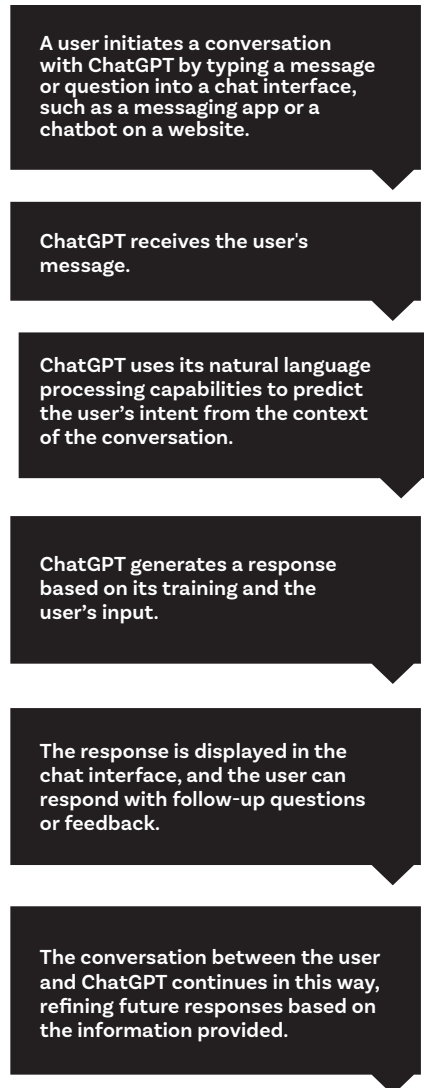 A user initiates a conversation
with ChatGPT by typing a message
or question into a chat interface,
such as a messaging app or a
chatbot on a website.
ChatGPT receives the user's
message.
ChatGPT uses its natural language
processing capabilities to predict
the user’s intent from the context
of the conversation.
ChatGPT generates a response
based on its training and the
user’s input.
The response is displayed in the
chat interface, and the user can
respond with follow-up questions
or feedback.
The conversation between the user
and ChatGPT continues in this way,
refining future responses based on
the information provided.